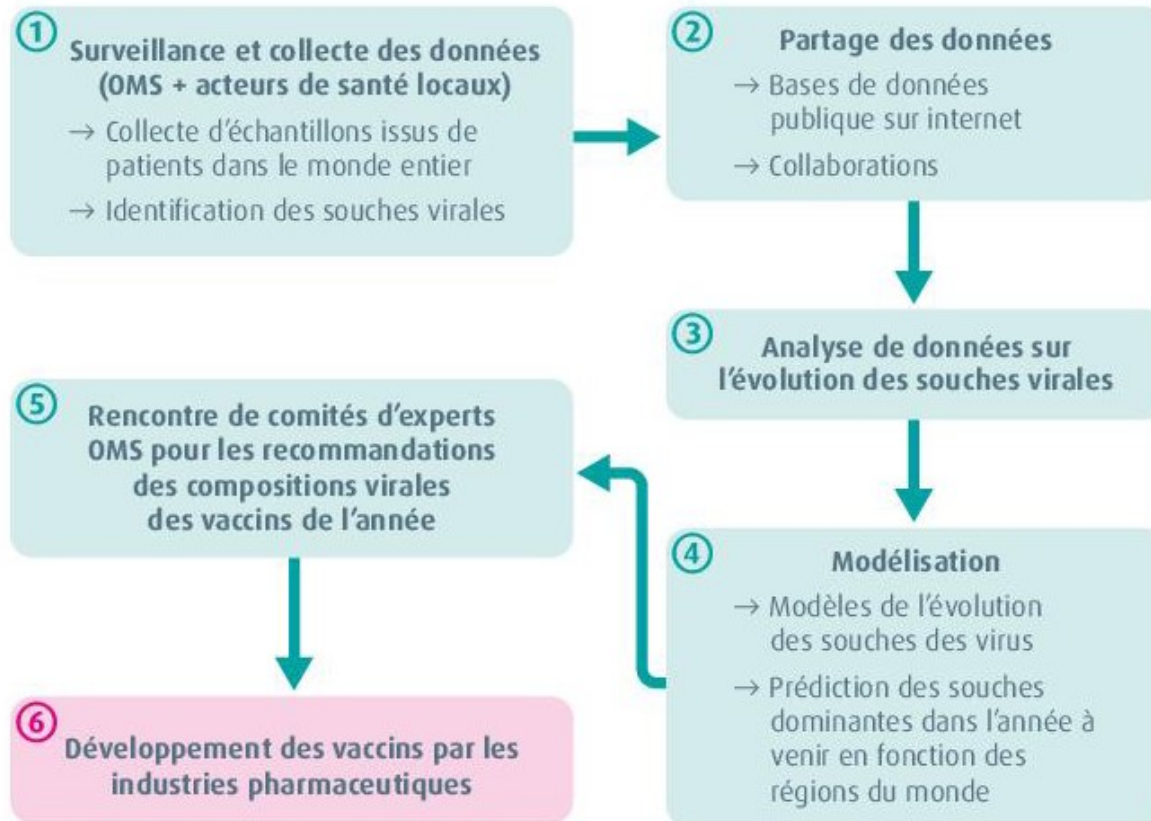 1
Surveillance et collecte des données
(OMS + acteurs de santé locaux)
→ Collecte d'échantillons issus de
patients dans le monde entier
→ Identification des souches virales
2
Partage des données
→ Bases de données
publique sur internet
→ Collaborations
3
Analyse de données sur
l'évolution des souches virales
4
Modélisation
→ Modèles de l'évolution
des souches des virus
→ Prédiction des souches
dominantes dans l'année à
venir en fonction des
régions du monde
5
Rencontre de comités d'experts
OMS pour les recommandations
des compositions virales
des vaccins de l'année
6
Développement des vaccins par les
industries pharmaceutiques